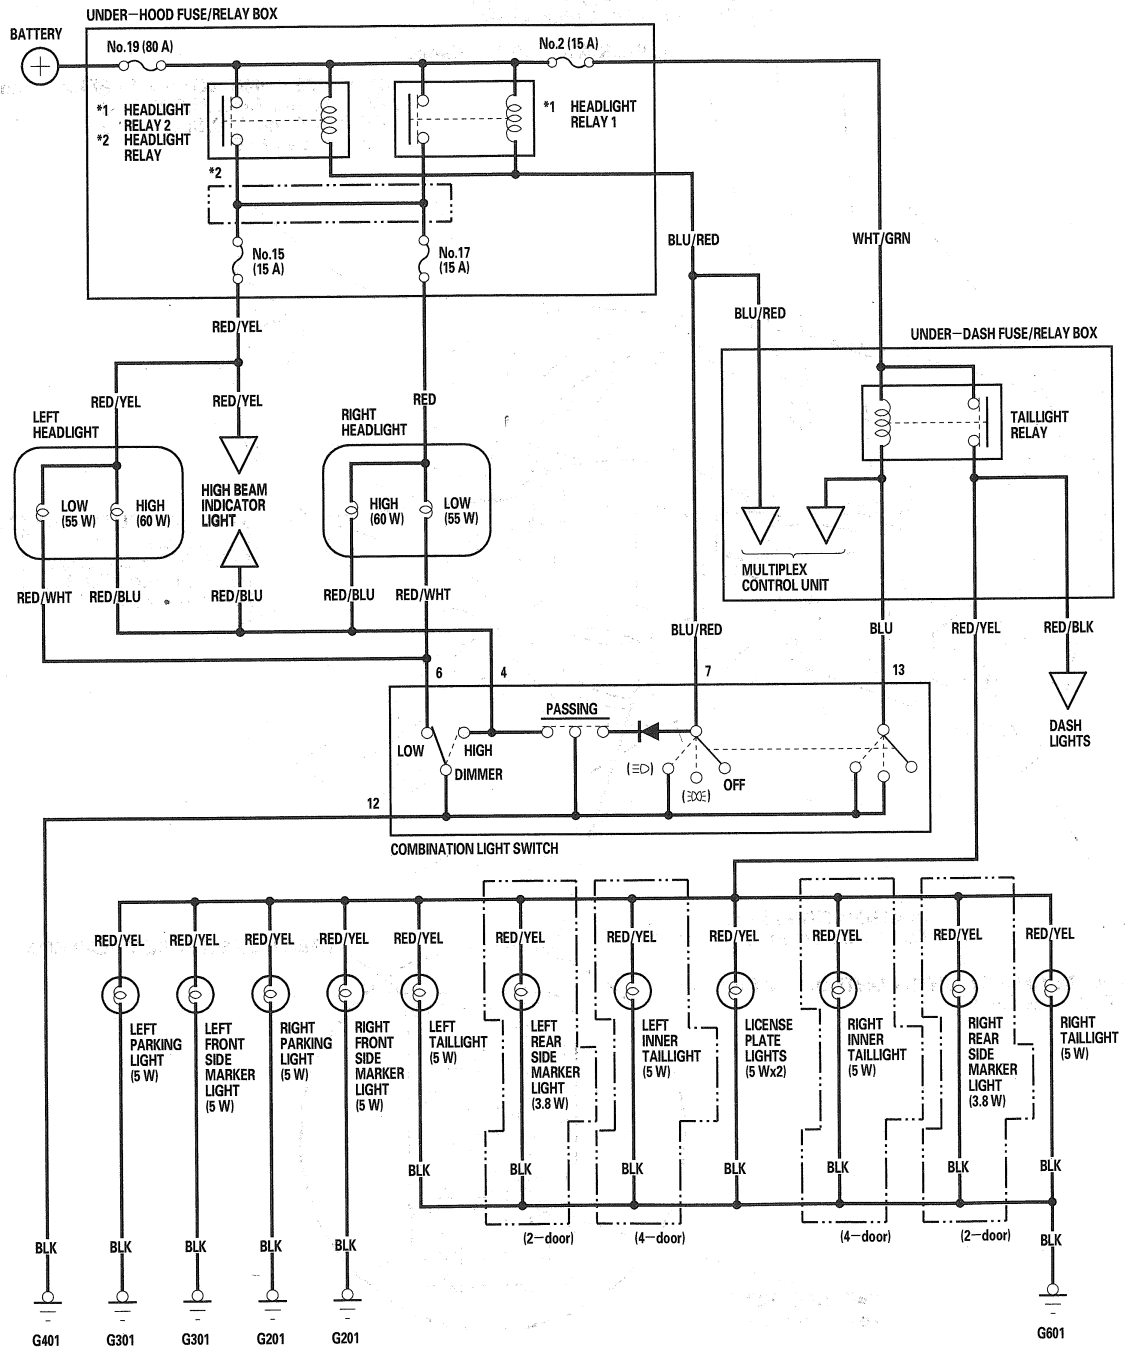 UNDER-HOOD FUSE/RELAY BOX
BATTERY
No.19 (80 A)
No.2 (15 A)
*1 HEADLIGHT
RELAY 2
*2 HEADLIGHT
RELAY
*1 HEADLIGHT
RELAY 1
*2
No.15
(15 A)
No.17
(15 A)
BLU/RED
WHT/GRN
RED/YEL
BLU/RED
UNDER-DASH FUSE/RELAY BOX
RED/YEL
RED/YEL
RED
LEFT
HEADLIGHT
RIGHT
HEADLIGHT
TAILLIGHT
RELAY
LOW
(55 W)
HIGH
(60 W)
HIGH BEAM
INDICATOR
LIGHT
HIGH
(60 W)
LOW
(55 W)
MULTIPLEX
CONTROL UNIT
RED/WHT
RED/BLU
RED/BLU
RED/BLU
RED/WHT
BLU/RED
BLU
RED/YEL
RED/BLK
6
4
7
13
PASSING
LOW
HIGH
DIMMER
OFF
DASH
LIGHTS
12
COMBINATION LIGHT SWITCH
RED/YEL
RED/YEL
RED/YEL
RED/YEL
RED/YEL
RED/YEL
RED/YEL
RED/YEL
RED/YEL
RED/YEL
RED/YEL
LEFT
PARKING
LIGHT
(5 W)
LEFT
FRONT
SIDE
MARKER
LIGHT
(5 W)
RIGHT
PARKING
LIGHT
(5 W)
RIGHT
FRONT
SIDE
MARKER
LIGHT
(5 W)
LEFT
TAILLIGHT
(5 W)
LEFT
REAR
SIDE
MARKER
LIGHT
(3.8 W)
LEFT
INNER
TAILLIGHT
(5 W)
LICENSE
PLATE
LIGHTS
(5 Wx2)
RIGHT
INNER
TAILLIGHT
(5 W)
RIGHT
REAR
SIDE
MARKER
LIGHT
(3.8 W)
RIGHT
TAILLIGHT
(5 W)
BLK
BLK
BLK
BLK
BLK
BLK
BLK
(2-door)
(4-door)
(4-door)
(2-door)
BLK
BLK
BLK
BLK
BLK
BLK
G401
G301
G301
G201
G201
G601